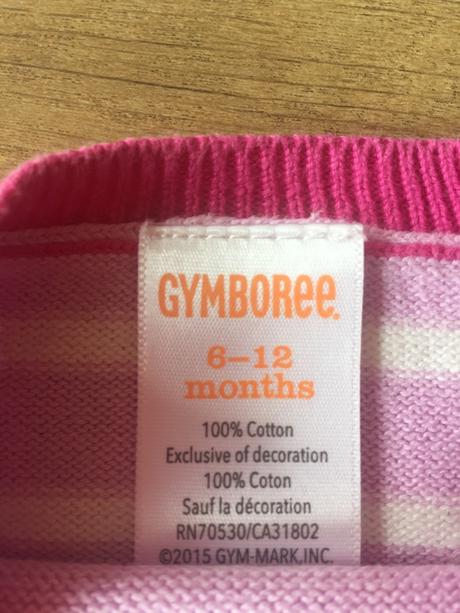 GYMBOREE.
6–12
months
100% Cotton
Exclusive of decoration
100% Coton
Sauf la décoration
RN70530/CA31802
©2015 GYM-MARK,INC.